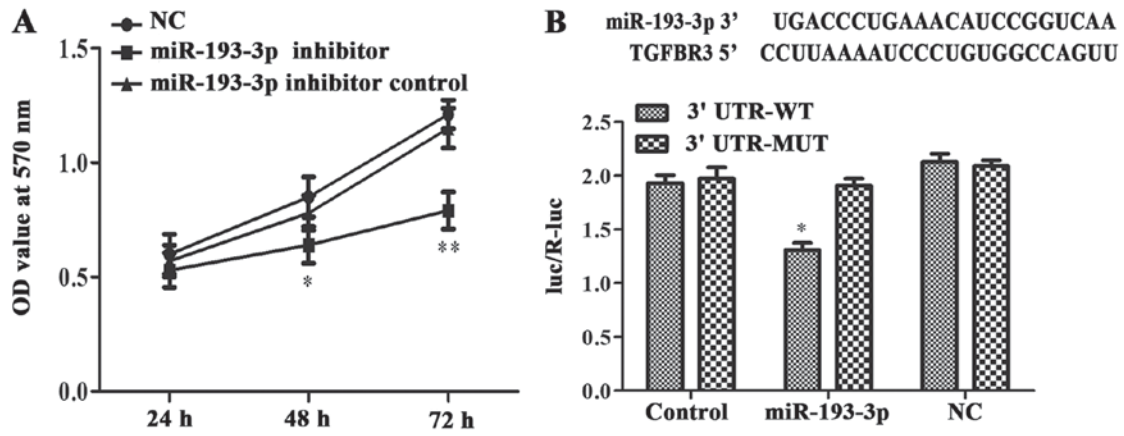 A
NC
miR-193-3p inhibitor
miR-193-3p inhibitor control
OD value at 570 nm
1.5
1.0
0.5
0.0
*
**
24 h
48 h
72 h
B
miR-193-3p 3’ UGACCCUGAAACAUCCGGUCAA
TGFBR3 5’ CCUUAAAAUCCCUGUGGCCAGUU
3' UTR-WT
3' UTR-MUT
luc/R-luc
2.5
2.0
1.5
1.0
0.5
0.0
*
Control
miR-193-3p
NC